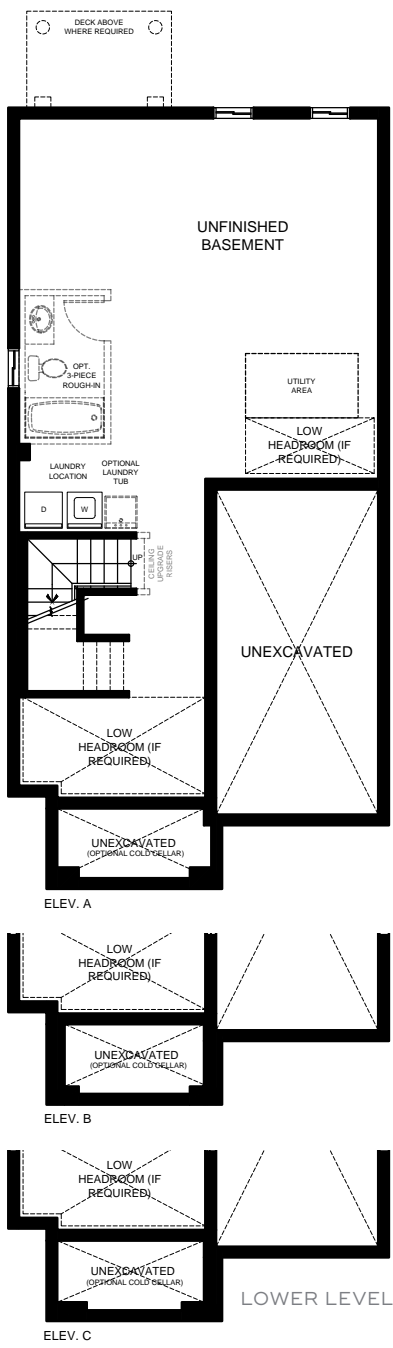 DECK ABOVE
WHERE REQUIRED
UNFINISHED
BASEMENT
OPT.
3-PIECE
ROUGH-IN
UTILITY
AREA
LOW
HEADROOM (IF
REQUIRED)
LAUNDRY
LOCATION
OPTIONAL
LAUNDRY
TUB
D
W
UP
CEILING
UPGRADE
RISERS
UNEXCAVATED
LOW
HEADROOM (IF
REQUIRED)
UNEXCAVATED
(OPTIONAL COLD CELLAR)
ELEV. A
LOW
HEADROOM (IF
REQUIRED)
UNEXCAVATED
(OPTIONAL COLD CELLAR)
ELEV. B
LOW
HEADROOM (IF
REQUIRED)
UNEXCAVATED
(OPTIONAL COLD CELLAR)
LOWER LEVEL
ELEV. C